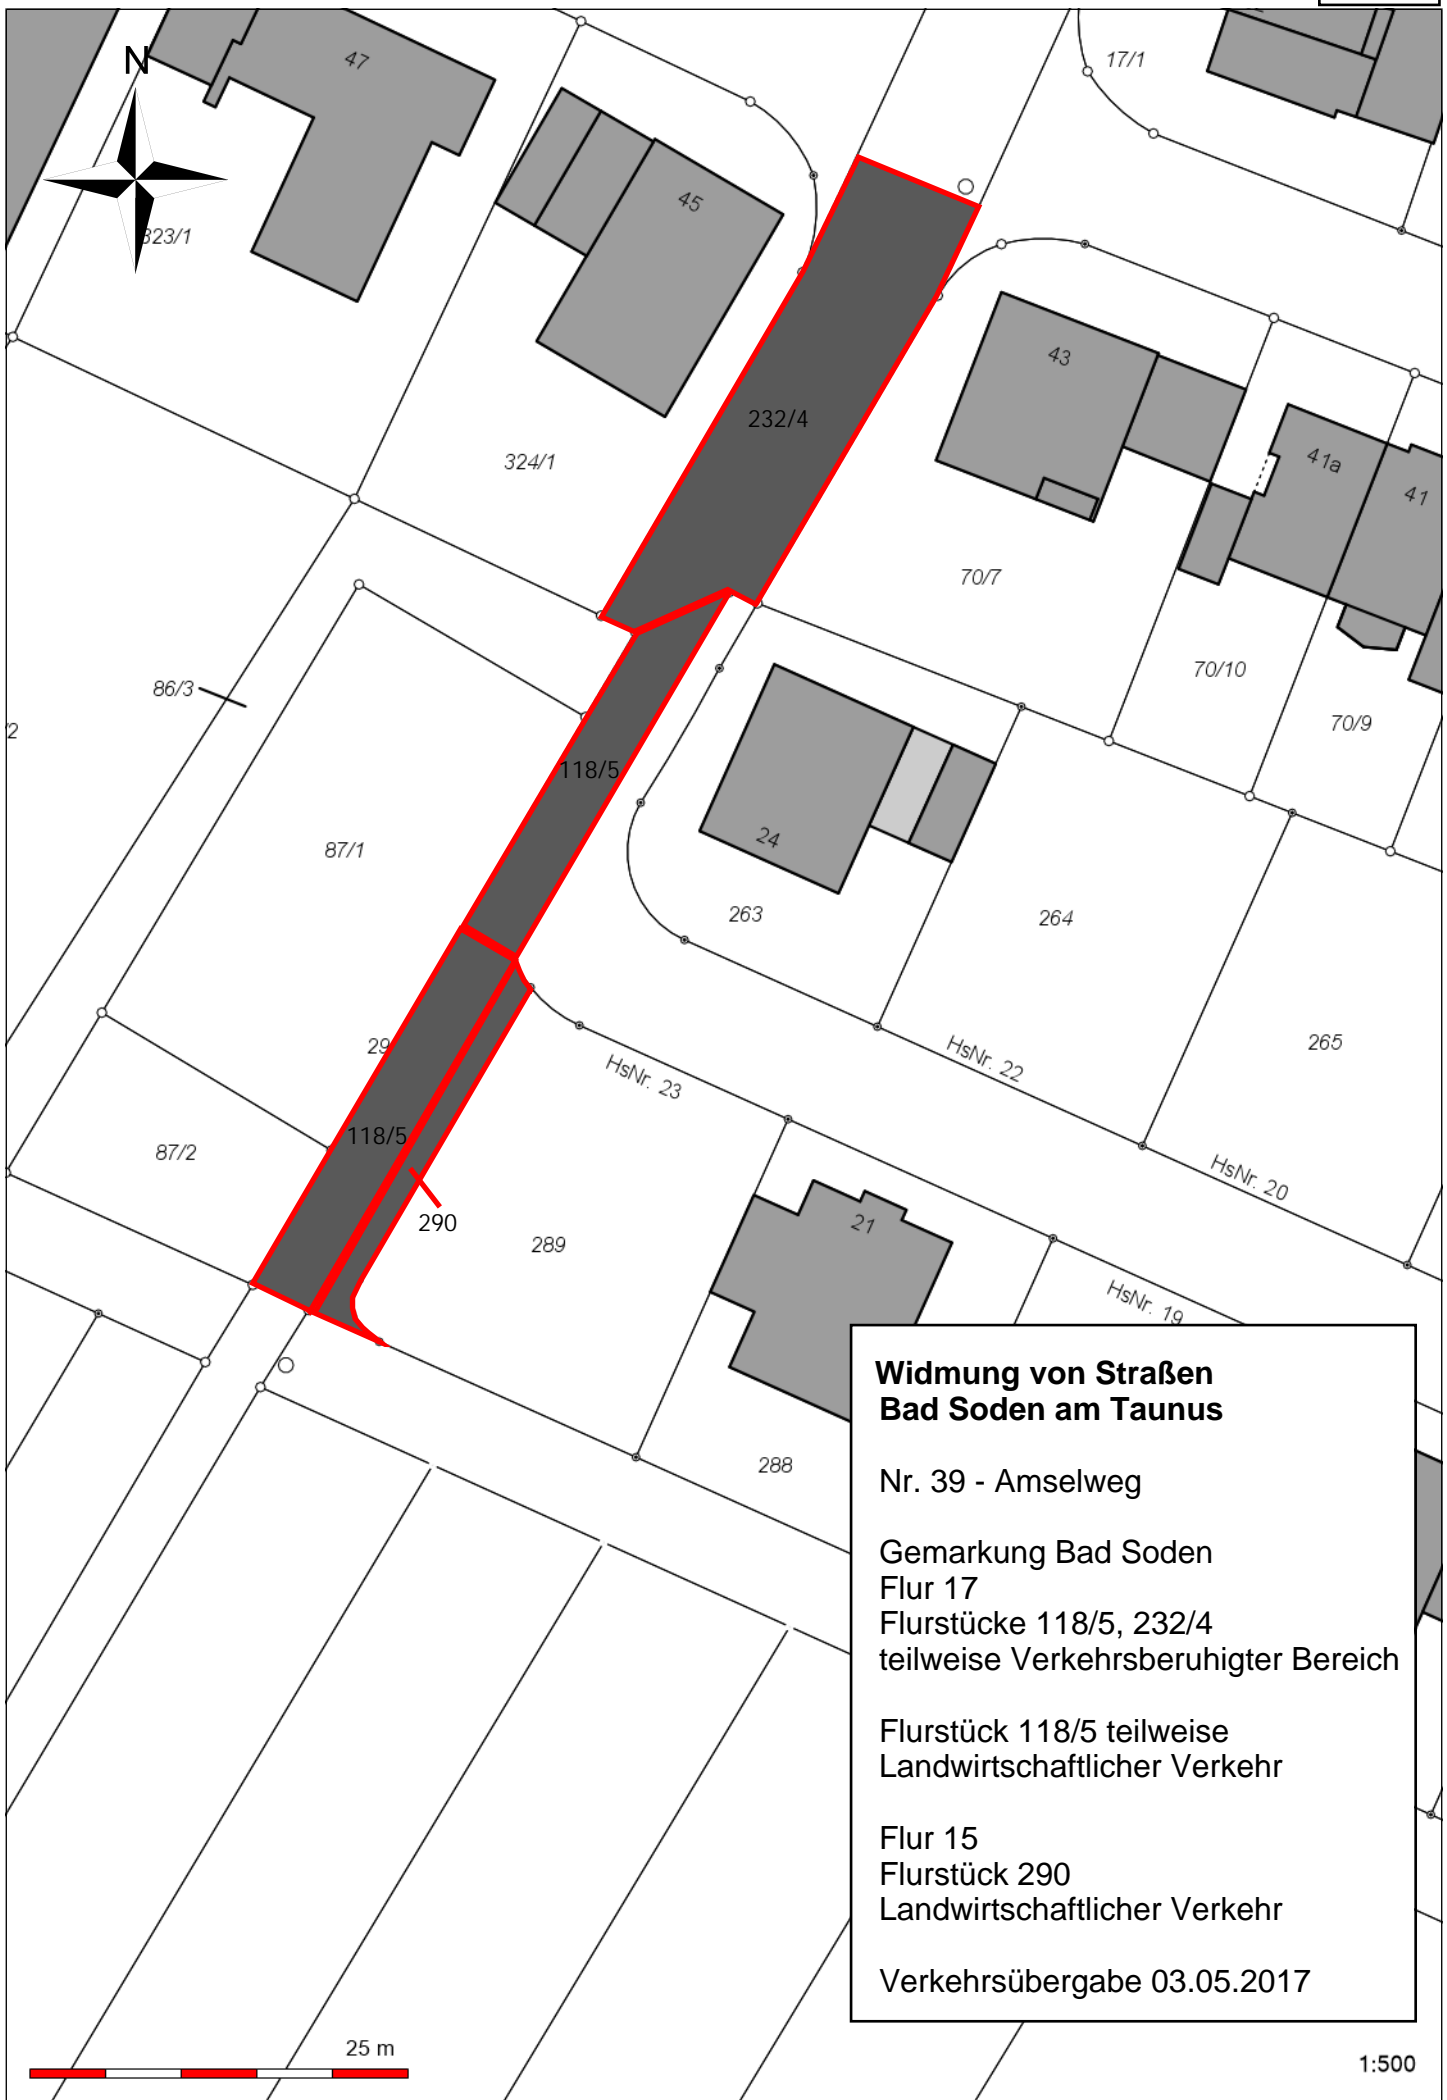 N
47
17/1
45
323/1
232/4
43
324/1
41a
41
70/7
70/10
86/3
70/9
/2
118/5
24
87/1
263
264
265
29
HsNr. 22
HsNr. 23
118/5
87/2
HsNr. 20
290
21
289
HsNr. 19
288
Widmung von Straßen
Bad Soden am Taunus
Nr. 39 - Amselweg
Gemarkung Bad Soden
Flur 17
Flurstücke 118/5, 232/4
teilweise Verkehrsberuhigter Bereich
Flurstück 118/5 teilweise
Landwirtschaftlicher Verkehr
Flur 15
Flurstück 290
Landwirtschaftlicher Verkehr
Verkehrsübergabe 03.05.2017
25 m
1:500